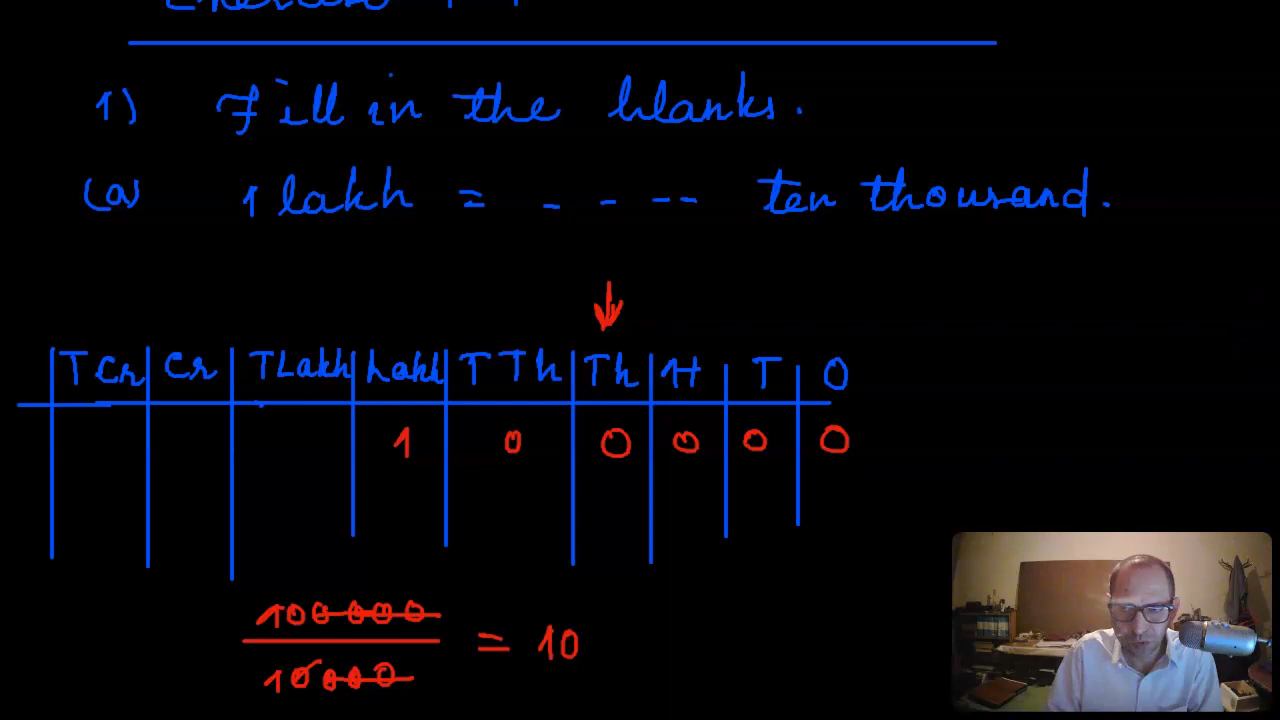 1) Fill in the blanks.
(a) 1 lakh = - - - - ten thousand.
T Cr Cr T Lakh Lakh T Th Th H T O
1 0 0 0 0 0
100000
10000
= 10